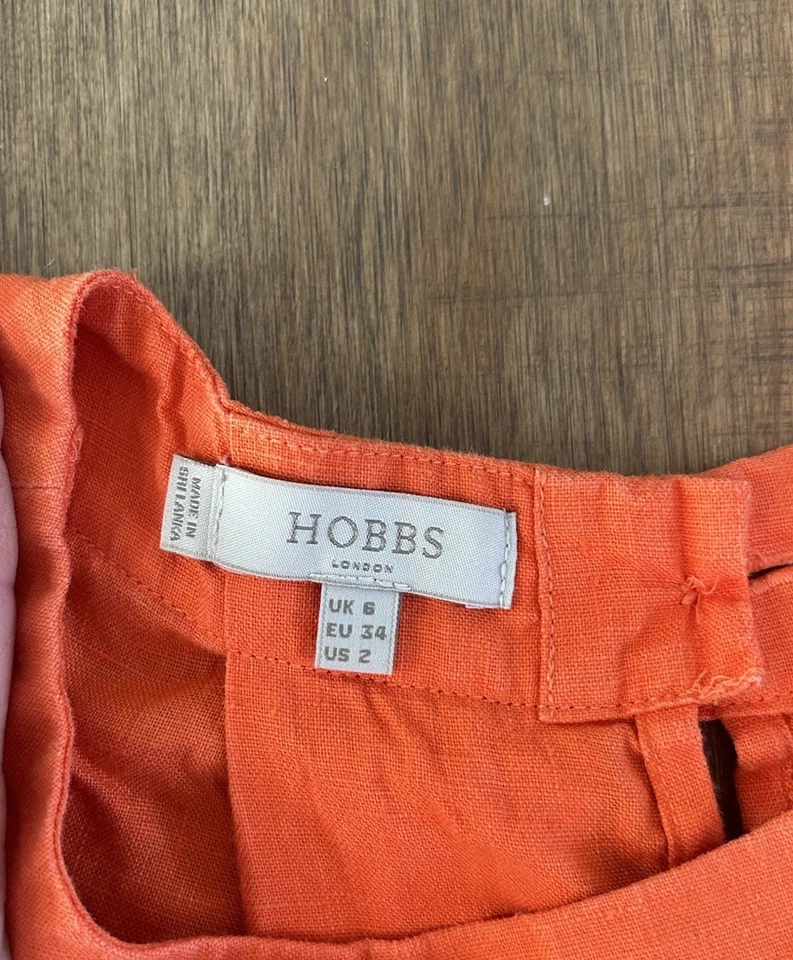 MADE IN
SRI LANKA
HOBBS
LONDON
UK 6
EU 34
US 2